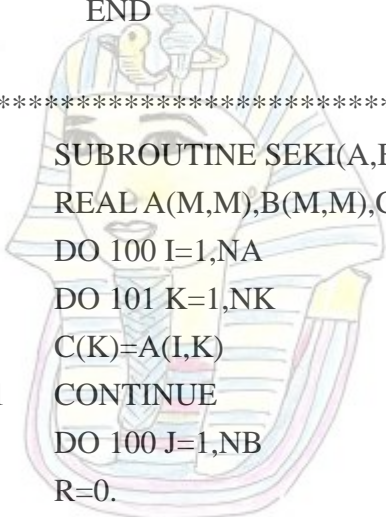 END
****************************
SUBROUTINE SEKI(A,
REAL A(M,M),B(M,M),
DO 100 I=1,NA
DO 101 K=1,NK
C(K)=A(I,K)
CONTINUE
DO 100 J=1,NB
R=0.